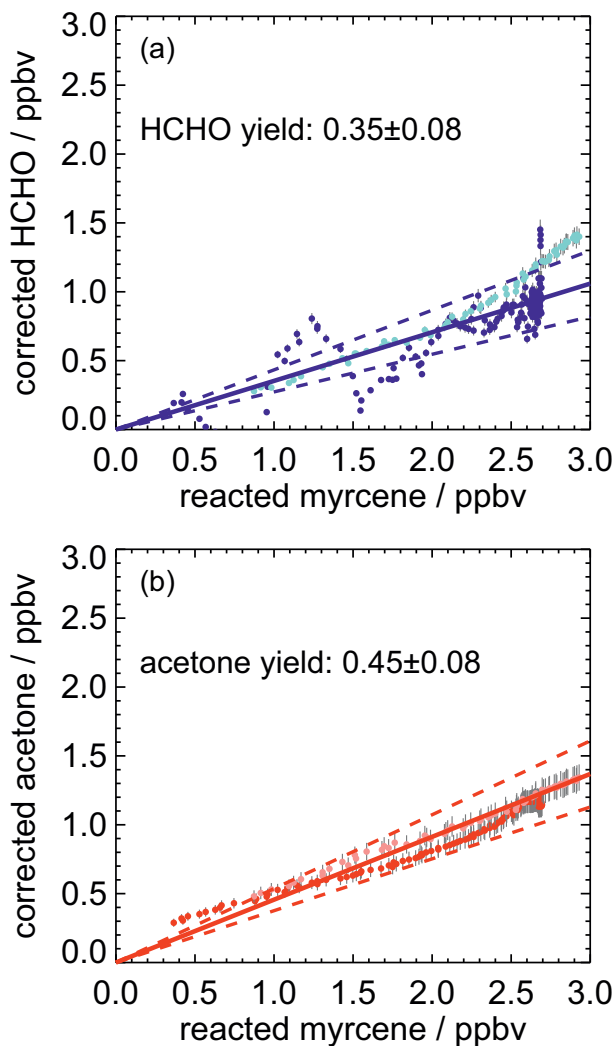 (a)
HCHO yield: 0.35±0.08
corrected HCHO / ppbv
3.0
2.5
2.0
1.5
1.0
0.5
0.0
0.0 0.5 1.0 1.5 2.0 2.5 3.0
reacted myrcene / ppbv
(b)
acetone yield: 0.45±0.08
corrected acetone / ppbv
3.0
2.5
2.0
1.5
1.0
0.5
0.0
0.0 0.5 1.0 1.5 2.0 2.5 3.0
reacted myrcene / ppbv